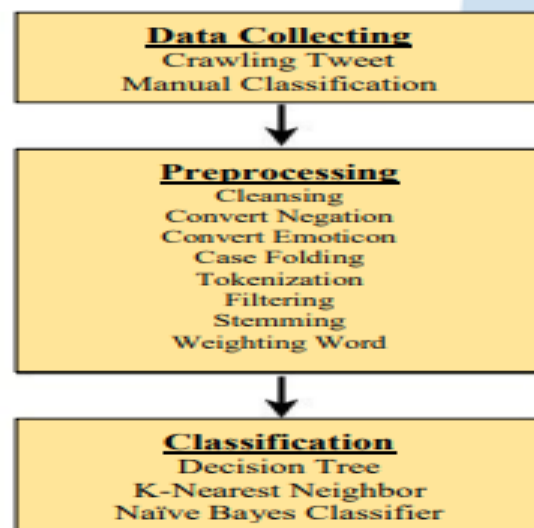 Data Collecting
Crawling Tweet
Manual Classification
Preprocessing
Cleansing
Convert Negation
Convert Emoticon
Case Folding
Tokenization
Filtering
Stemming
Weighting Word
Classification
Decision Tree
K-Nearest Neighbor
Naïve Bayes Classifier